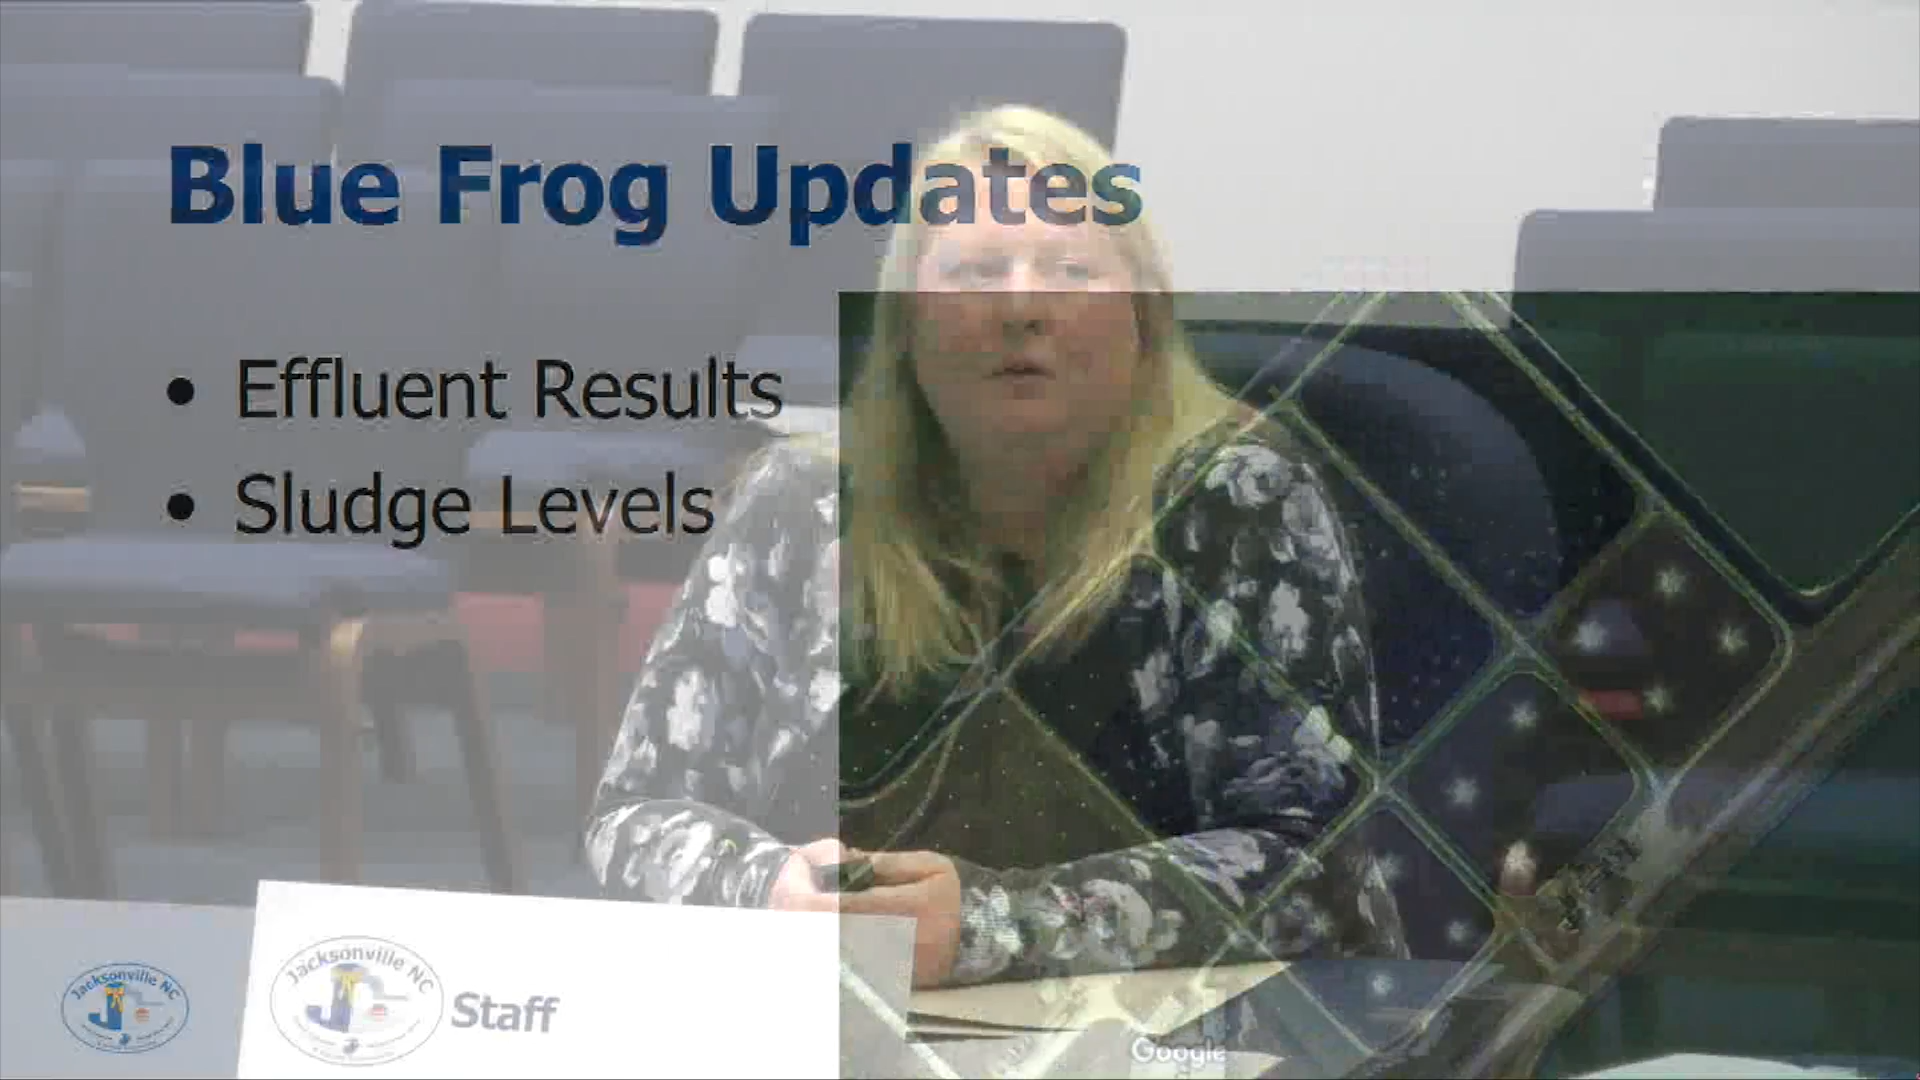 Blue Frog Updates
• Effluent Results
• Sludge Levels
Jacksonville NC
Jacksonville NC
Staff
Google